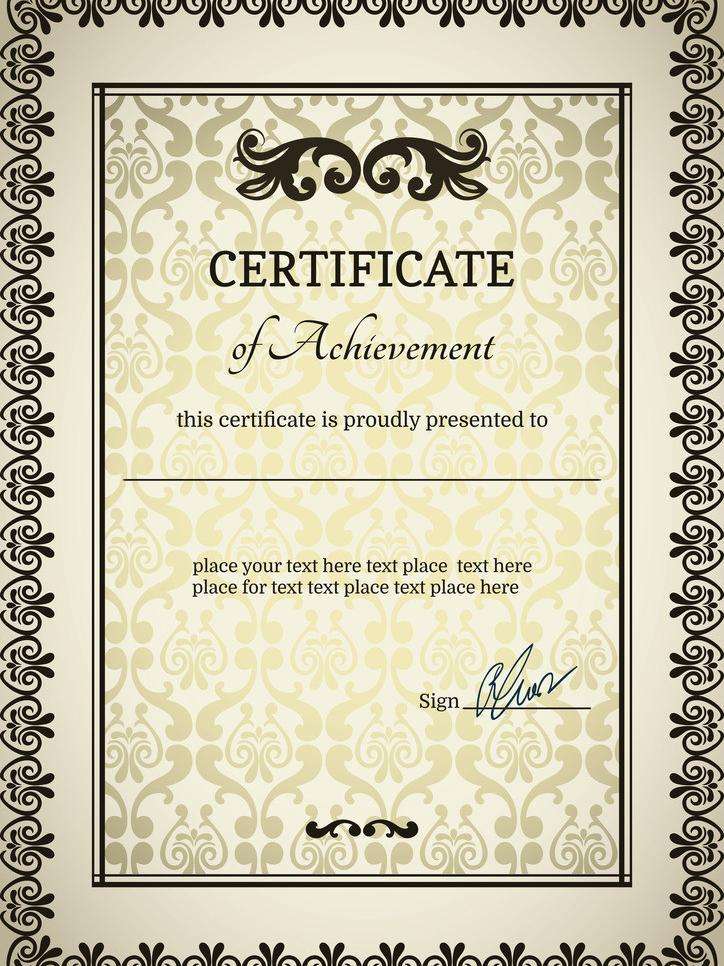 CERTIFICATE
of Achievement
this certificate is proudly presented to
place your text here text place  text here
place for text text place text place here
Sign